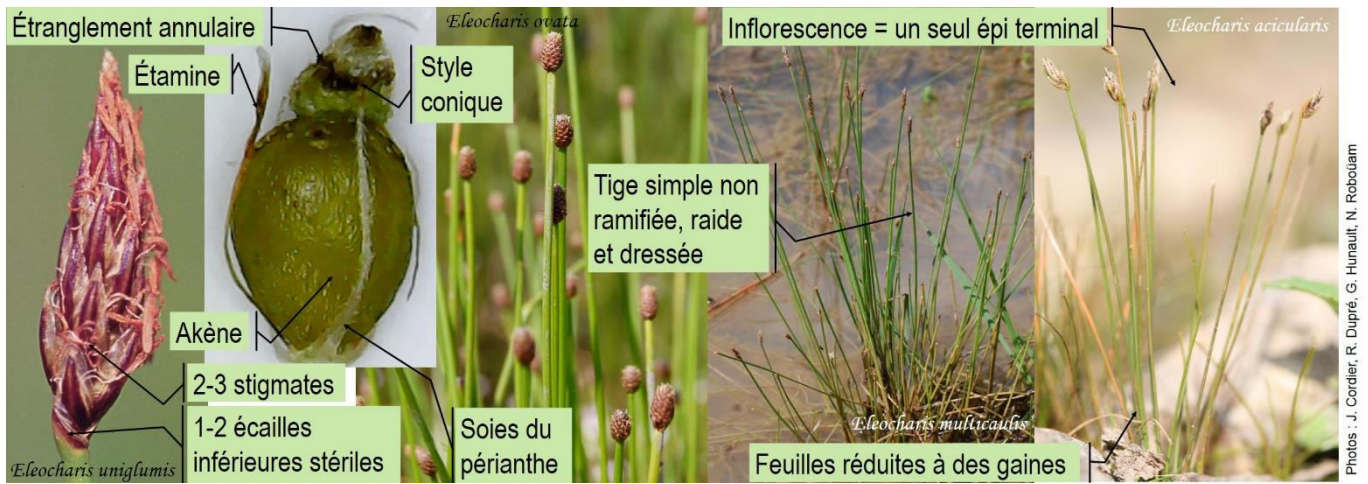 Étranglement annulaire
Étamine
Style
conique
Akène
2-3 stigmates
1-2 écailles
inférieures stériles
Eleocharis uniglumis
Soies du
périanthe
Eleocharis ovata
Tige simple non
ramifiée, raide
et dressée
Eleocharis multicaulis
Inflorescence = un seul épi terminal
Eleocharis acicularis
Feuilles réduites à des gaines
Photos : J. Cordier, R. Dupré, G. Hunault, N. Roboüam